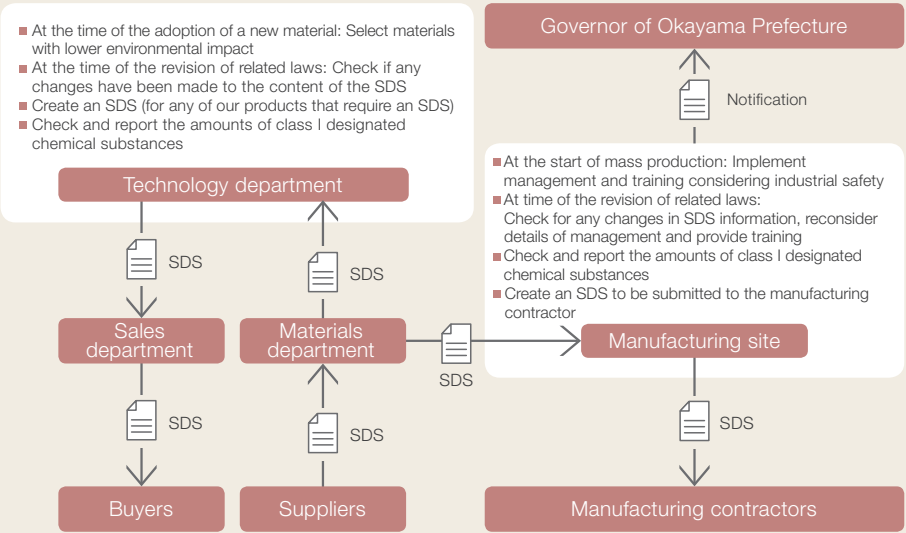 ■ At the time of the adoption of a new material: Select materials
with lower environmental impact
■ At the time of the revision of related laws: Check if any
changes have been made to the content of the SDS
■ Create an SDS (for any of our products that require an SDS)
■ Check and report the amounts of class I designated
chemical substances
Technology department
SDS
SDS
Sales
department
Materials
department
SDS
SDS
SDS
Buyers
Suppliers
Governor of Okayama Prefecture
Notification
■ At the start of mass production: Implement
management and training considering industrial safety
■ At time of the revision of related laws:
Check for any changes in SDS information, reconsider
details of management and provide training
■ Check and report the amounts of class I designated
chemical substances
■ Create an SDS to be submitted to the manufacturing
contractor
Manufacturing site
SDS
Manufacturing contractors